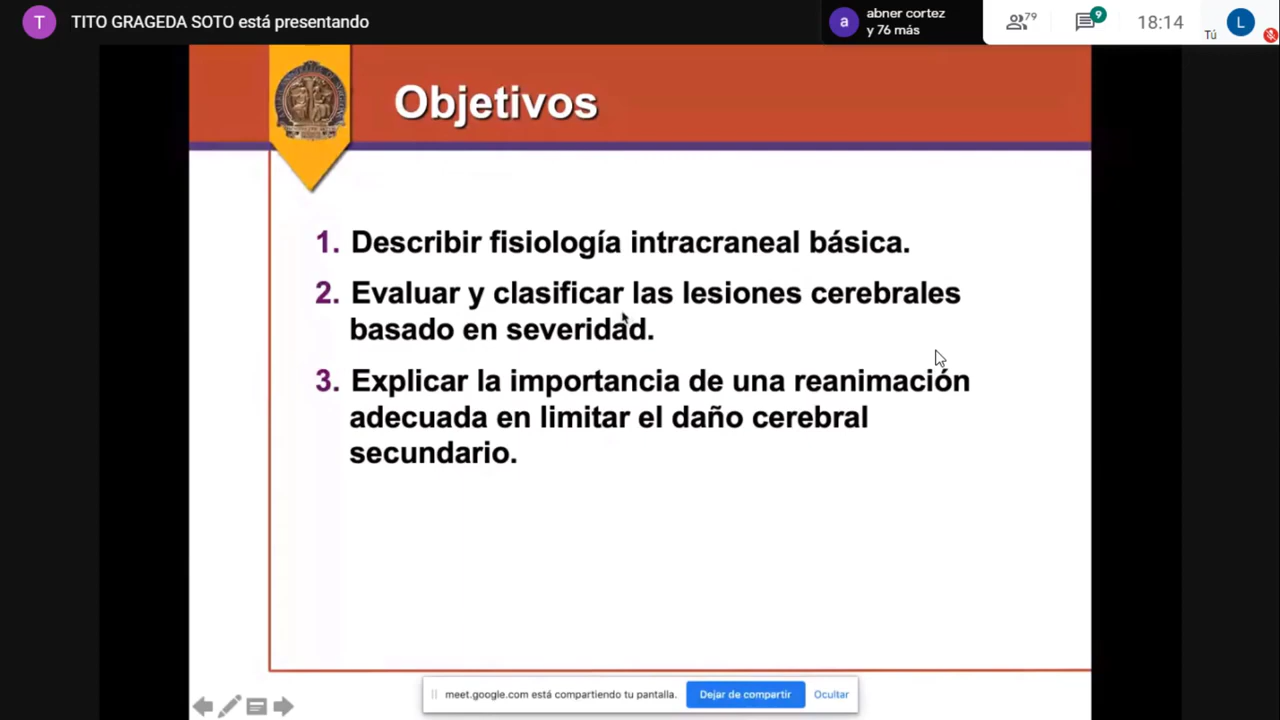 T TITO GRAGEDA SOTO está presentando
a abner cortez
y 76 más
79
9
18:14
Tú
L
Objetivos
1. Describir fisiología intracraneal básica.
2. Evaluar y clasificar las lesiones cerebrales
basado en severidad.
3. Explicar la importancia de una reanimación
adecuada en limitar el daño cerebral
secundario.
meet.google.com está compartiendo tu pantalla. Dejar de compartir Ocultar